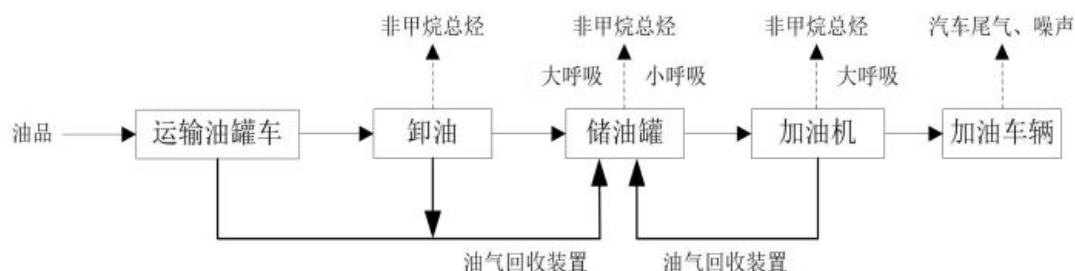 非甲烷总烃
非甲烷总烃
非甲烷总烃
汽车尾气、噪声
大呼吸
小呼吸
大呼吸
油品
运输油罐车
卸油
储油罐
加油机
加油车辆
油气回收装置
油气回收装置